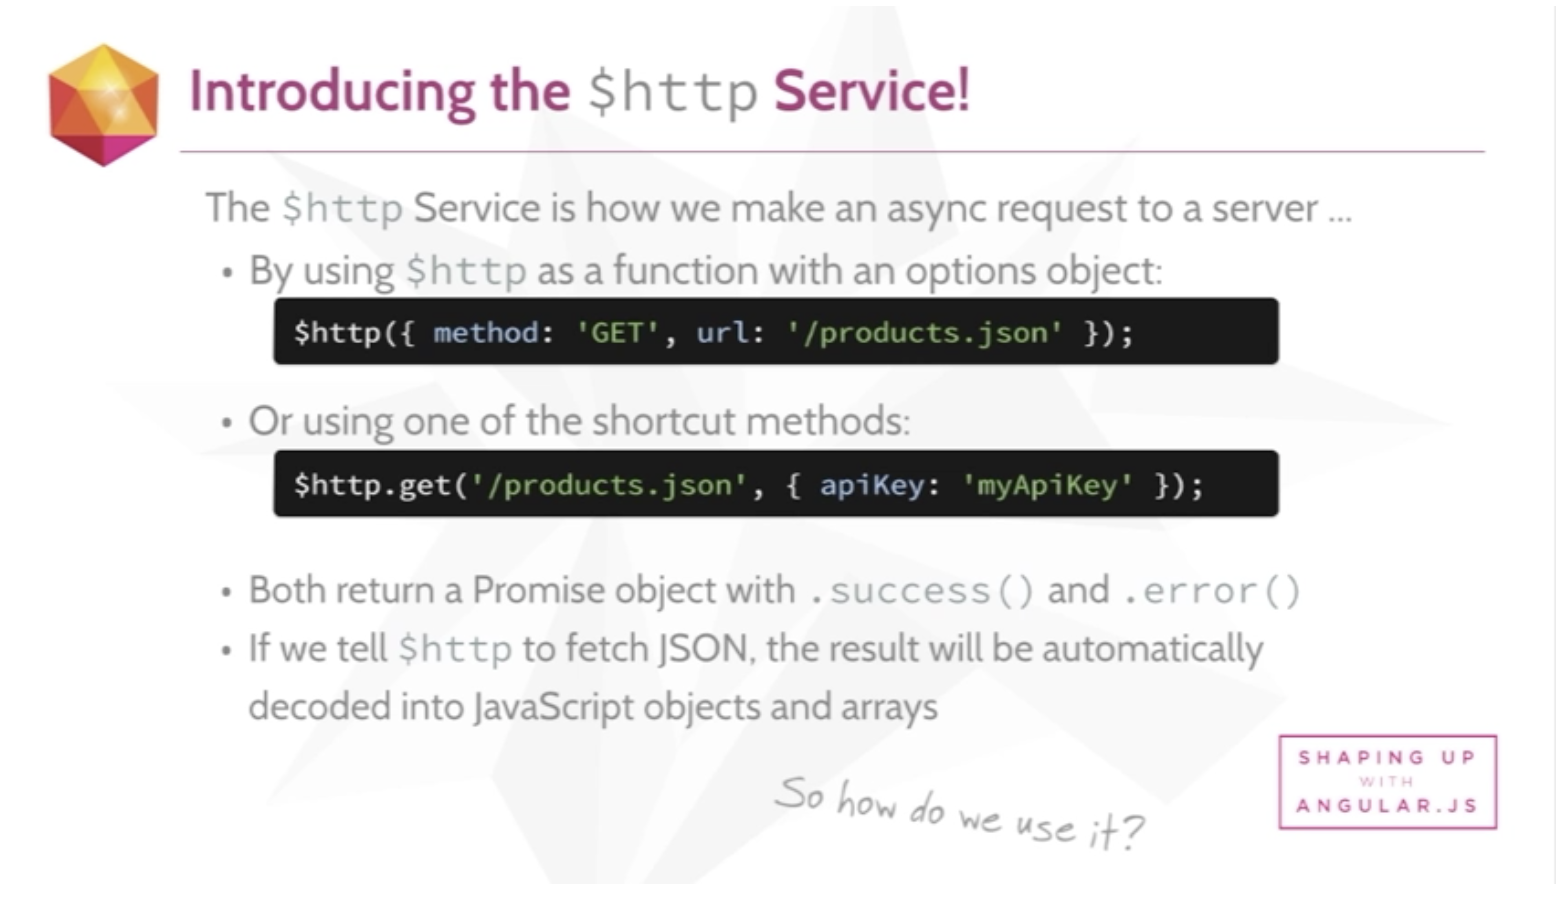 Introducing the $http Service!
The $http Service is how we make an async request to a server ...
• By using $http as a function with an options object:
$http({ method: 'GET', url: '/products.json' });
• Or using one of the shortcut methods:
$http.get('/products.json', { apiKey: 'myApiKey' });
• Both return a Promise object with .success() and .error()
• If we tell $http to fetch JSON, the result will be automatically
decoded into JavaScript objects and arrays
So how do we use it?
SHAPING UP
WITH
ANGULAR.JS